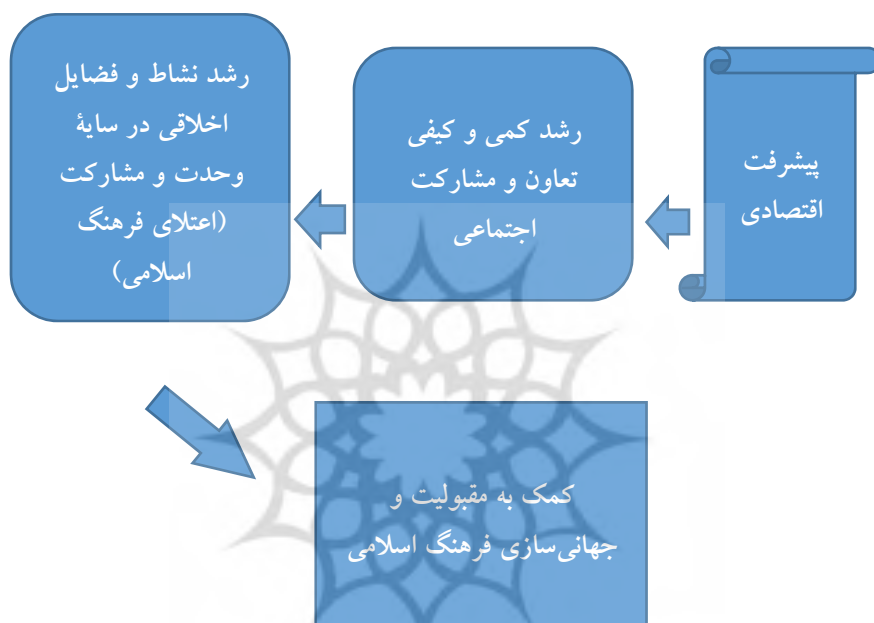 پیشرفت
اقتصادی
رشد کمی و کیفی
تعاون و مشارکت
اجتماعی
رشد نشاط و فضایل
اخلاقی در سایۀ
وحدت و مشارکت
(اعتلای فرهنگ
اسلامی)
کمک به مقبولیت و
جهانی‌سازی فرهنگ اسلامی